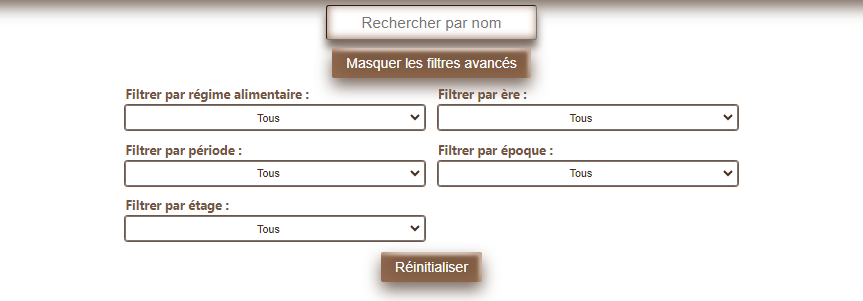 Rechercher par nom
Masquer les filtres avancés
Filtrer par régime alimentaire :
Tous
Filtrer par ère :
Tous
Filtrer par période :
Tous
Filtrer par époque :
Tous
Filtrer par étage :
Tous
Réinitialiser